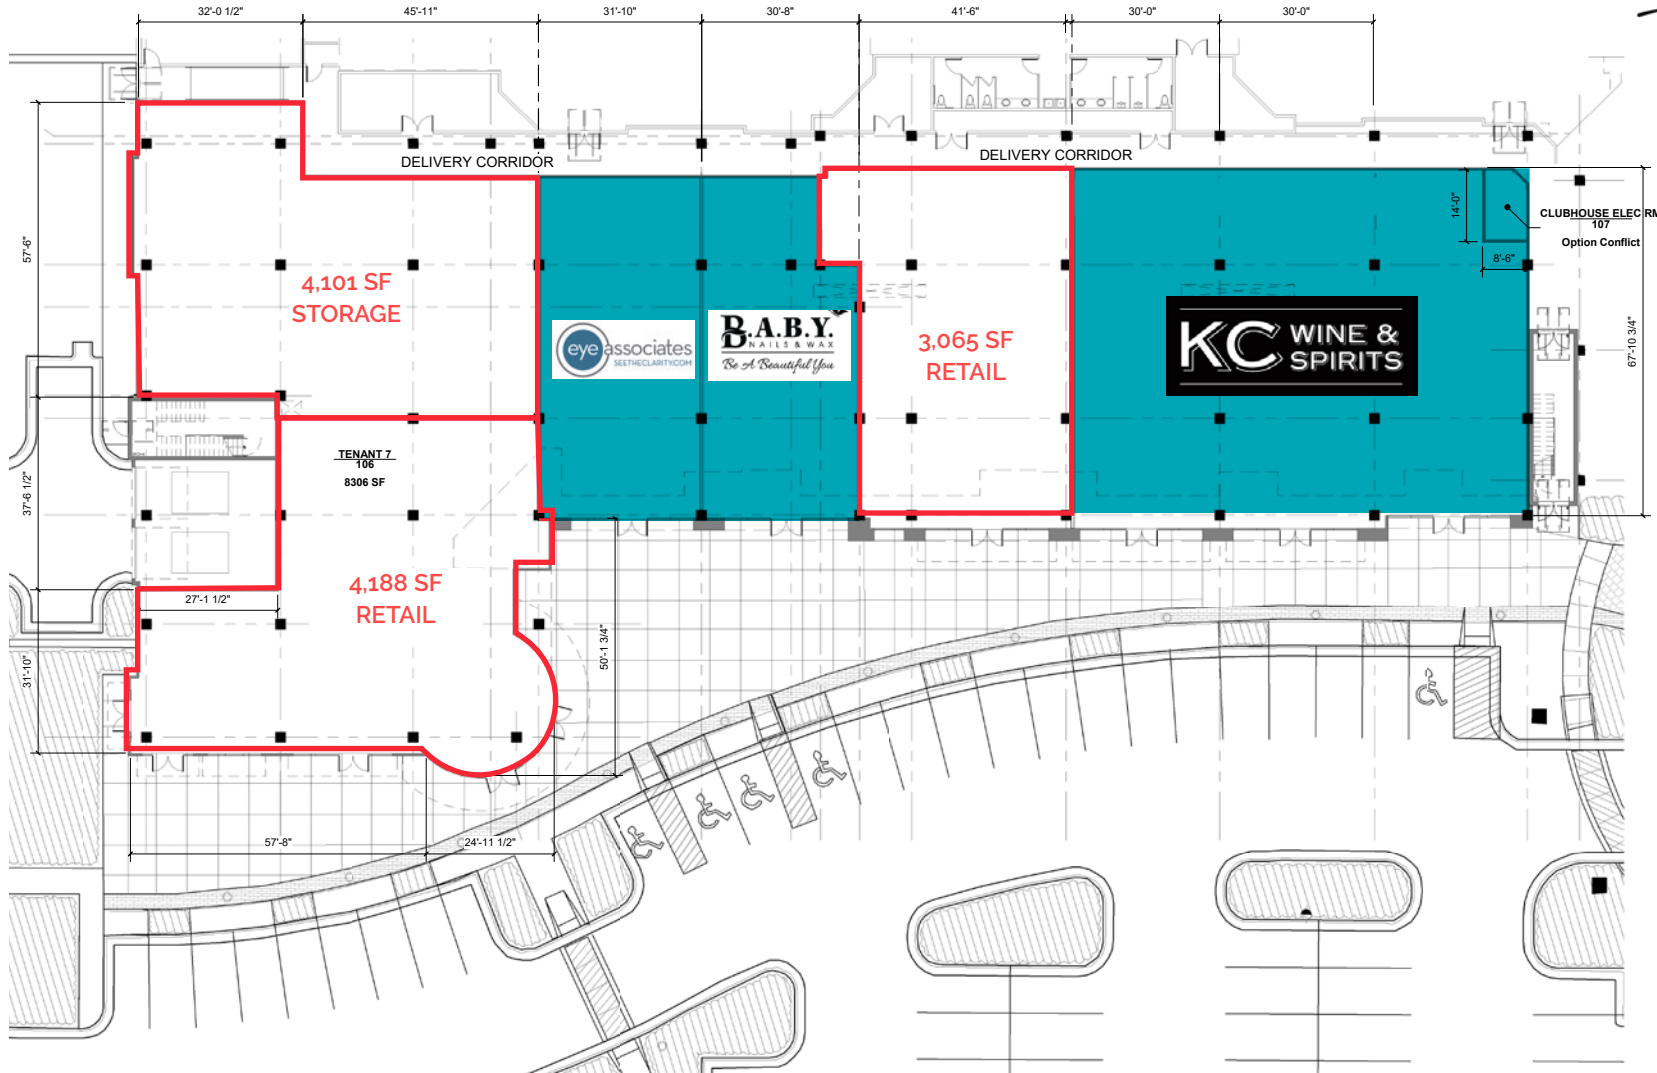 32'-0 1/2"
45'-11"
31'-10"
30'-8"
41'-6"
30'-0"
30'-0"
DELIVERY CORRIDOR
DELIVERY CORRIDOR
57'-6"
14'-0"
CLUBHOUSE ELEC RM
107
Option Conflict
8'-6"
4,101 SF
STORAGE
eye associates
SEETHECLARITY.COM
B.A.B.Y.
NAILS & WAX
Be A Beautiful You
3,065 SF
RETAIL
KC WINE &
SPIRITS
67'-10 3/4"
TENANT 7
106
8306 SF
37'-6 1/2"
4,188 SF
RETAIL
27'-1 1/2"
31'-10"
50'-1 3/4"
57'-8"
24'-11 1/2"